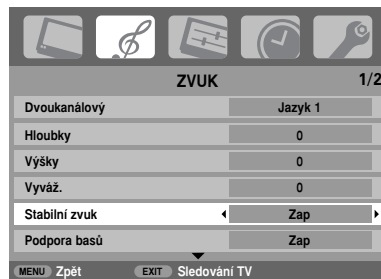 ZVUK 1/2
Dvoukanálový Jazyk 1
Hloubky 0
Výšky 0
Vyváž. 0
Stabilní zvuk Zap
Podpora basů Zap
MENU Zpět EXIT Sledování TV